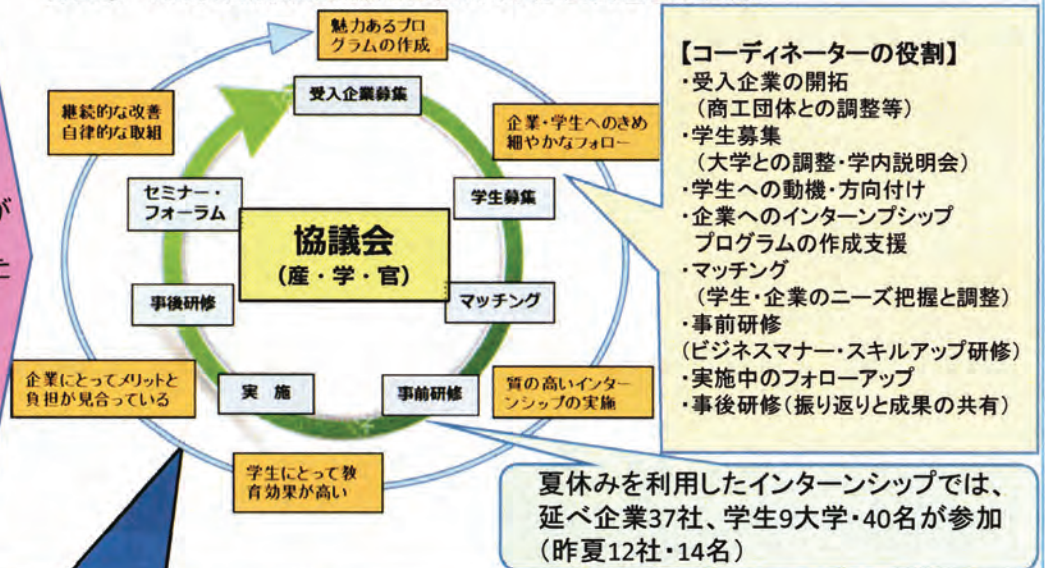 魅力あるプロ
グラムの作成
受入企業募集
継続的な改善
自律的な取組
企業・学生へのきめ
細やかなフォロー
セミナー・
フォーラム
学生募集
協議会
（産・学・官）
事後研修
マッチング
企業にとってメリットと
負担が見合っている
実　施
事前研修
質の高いインター
ンシップの実施
学生にとって教
育効果が高い
が
【コーディネーターの役割】
・受入企業の開拓
（商工団体との調整等）
・学生募集
（大学との調整・学内説明会）
・学生への動機・方向付け
・企業へのインターンプシップ
プログラムの作成支援
・マッチング
（学生・企業のニーズ把握と調整）
・事前研修
（ビジネスマナー・スキルアップ研修）
・実施中のフォローアップ
・事後研修（振り返りと成果の共有）
夏休みを利用したインターンシップでは、
延べ企業37社、学生9大学・40名が参加
（昨夏12社・14名）